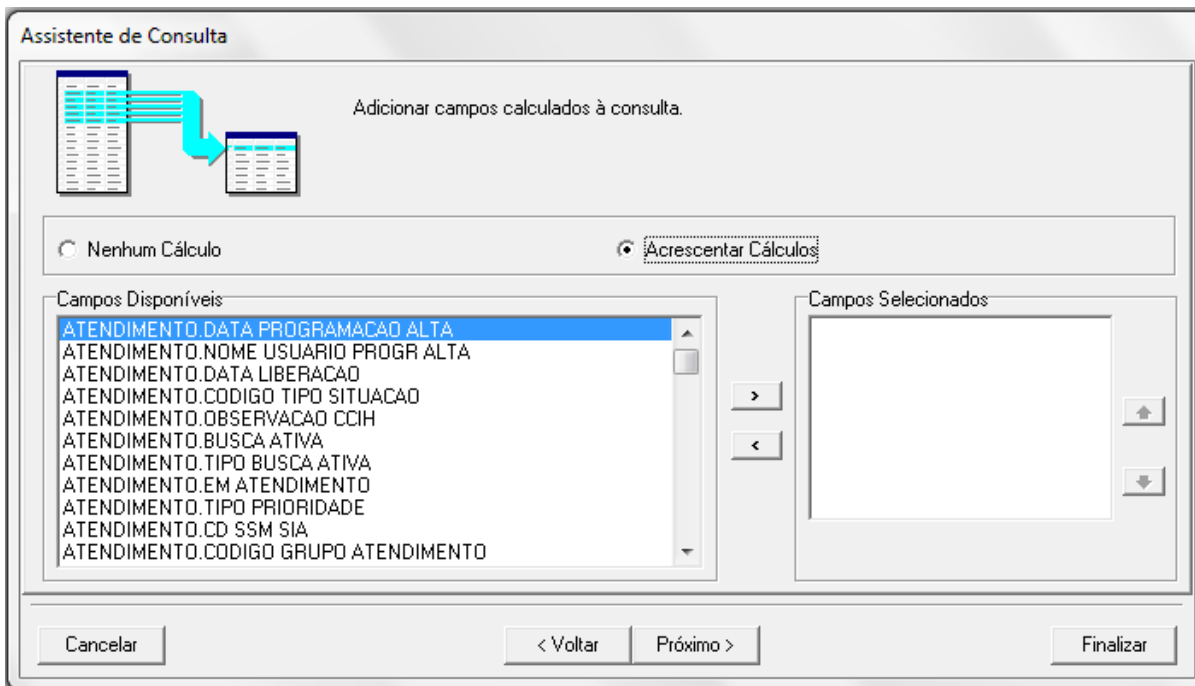 Assistente de Consulta
Adicionar campos calculados à consulta.
Nenhum Cálculo
Acrescentar Cálculos
Campos Disponíveis
ATENDIMENTO.DATA PROGRAMACAO ALTA
ATENDIMENTO.NOME USUARIO PROGR ALTA
ATENDIMENTO.DATA LIBERACAO
ATENDIMENTO.CODIGO TIPO SITUACAO
ATENDIMENTO.OBSERVACAO CCIH
ATENDIMENTO.BUSCA ATIVA
ATENDIMENTO.TIPO BUSCA ATIVA
ATENDIMENTO.EM ATENDIMENTO
ATENDIMENTO.TIPO PRIORIDADE
ATENDIMENTO.CD SSM SIA
ATENDIMENTO.CODIGO GRUPO ATENDIMENTO
>
<
Campos Selecionados
Cancelar
< Voltar
Próximo >
Finalizar